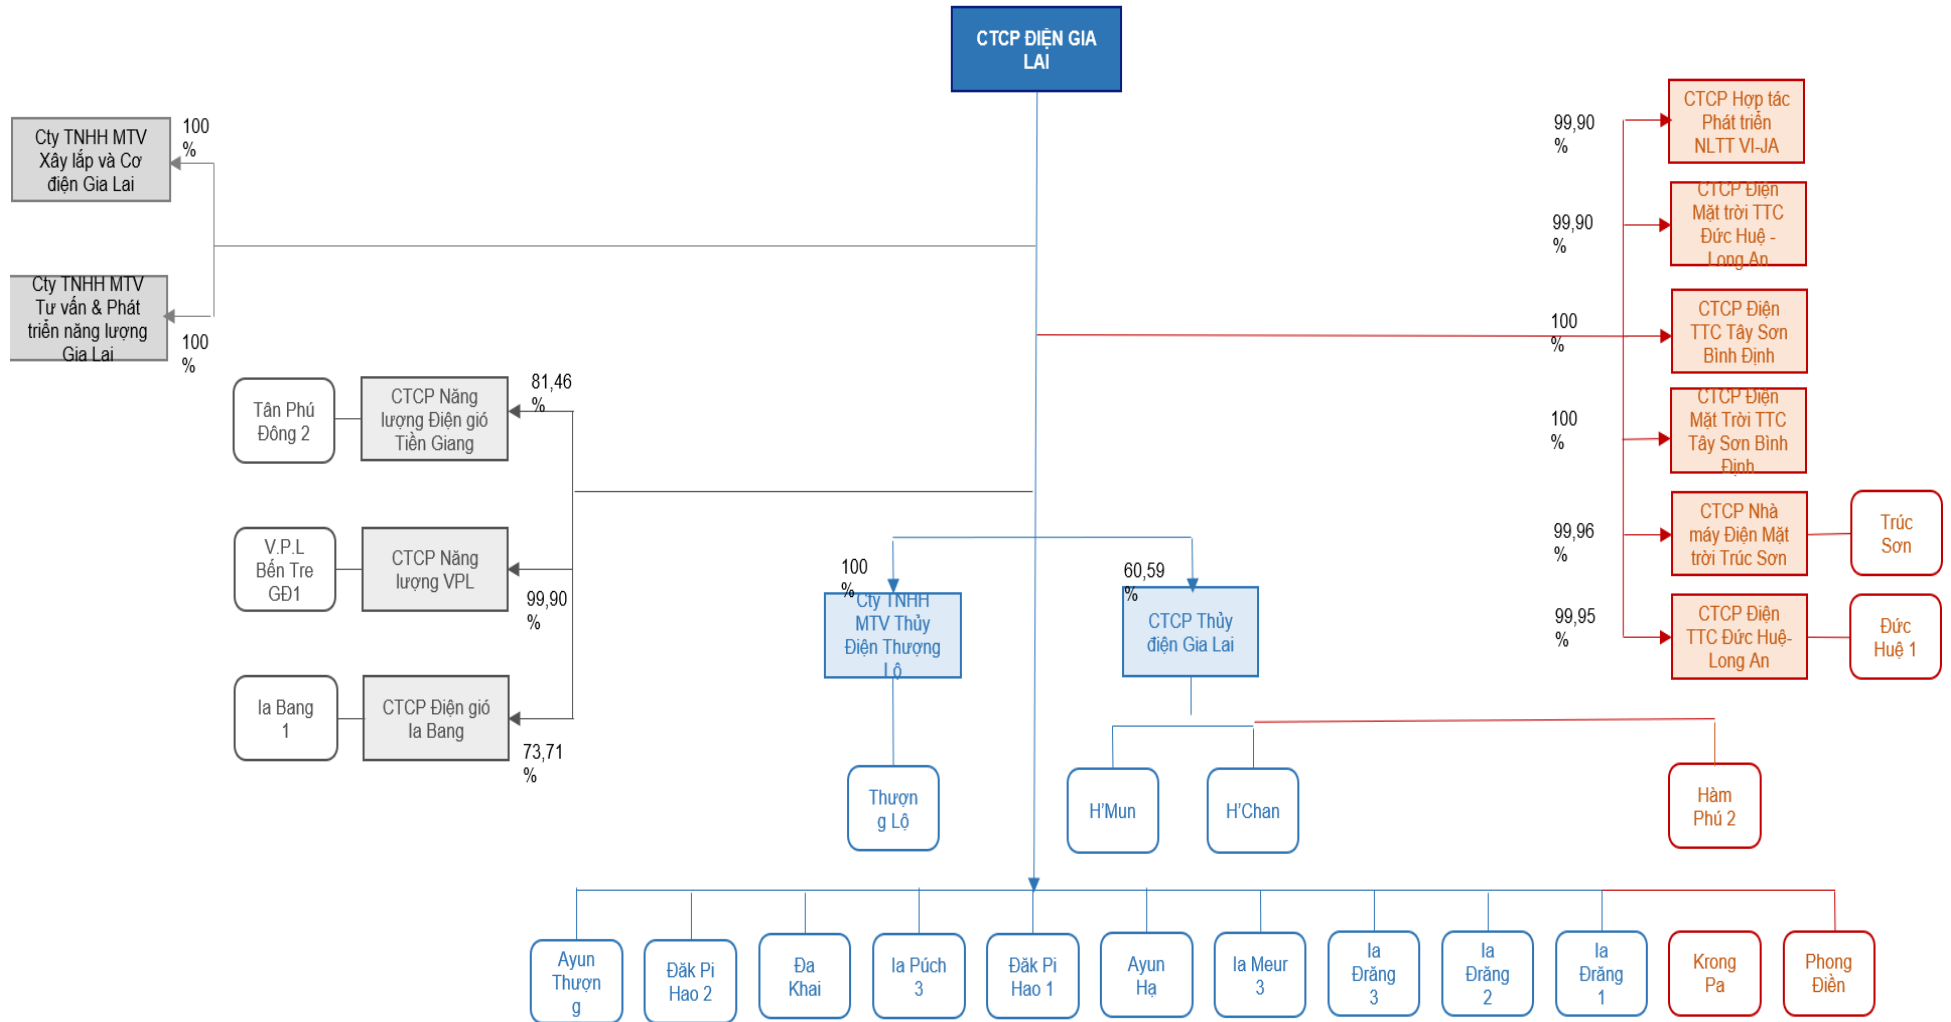 CTCP ĐIỆN GIA
LAI
100
%
Cty TNHH MTV
Xây lắp và Cơ
điện Gia Lai
Cty TNHH MTV
Tư vấn & Phát
triển năng lượng
Gia Lai
100
%
99,90
%
CTCP Hợp tác
Phát triển
NLTT VI-JA
99,90
%
CTCP Điện
Mặt trời TTC
Đức Huệ -
Long An
100
%
CTCP Điện
TTC Tây Sơn
Bình Định
100
%
CTCP Điện
Mặt Trời TTC
Tây Sơn Bình
Định
99,96
%
CTCP Nhà
máy Điện Mặt
trời Trúc Sơn
Trúc
Sơn
99,95
%
CTCP Điện
TTC Đức Huệ-
Long An
Đức
Huệ 1
Tân Phú
Đông 2
CTCP Năng
lượng Điện gió
Tiền Giang
81,46
%
V.P.L
Bến Tre
GĐ1
CTCP Năng
lượng VPL
99,90
%
Ia Bang
1
CTCP Điện gió
Ia Bang
73,71
%
100
%
Cty TNHH
MTV Thủy
Điện Thượng
Lộ
60,59
%
CTCP Thủy
điện Gia Lai
Thượn
g Lộ
H'Mun
H'Chan
Hàm
Phú 2
Ayun
Thượn
g
Đăk Pi
Hao 2
Đa
Khai
Ia Púch
3
Đăk Pi
Hao 1
Ayun
Hạ
Ia Meur
3
Ia
Đrăng
3
Ia
Đrăng
2
Ia
Đrăng
1
Krong
Pa
Phong
Điền